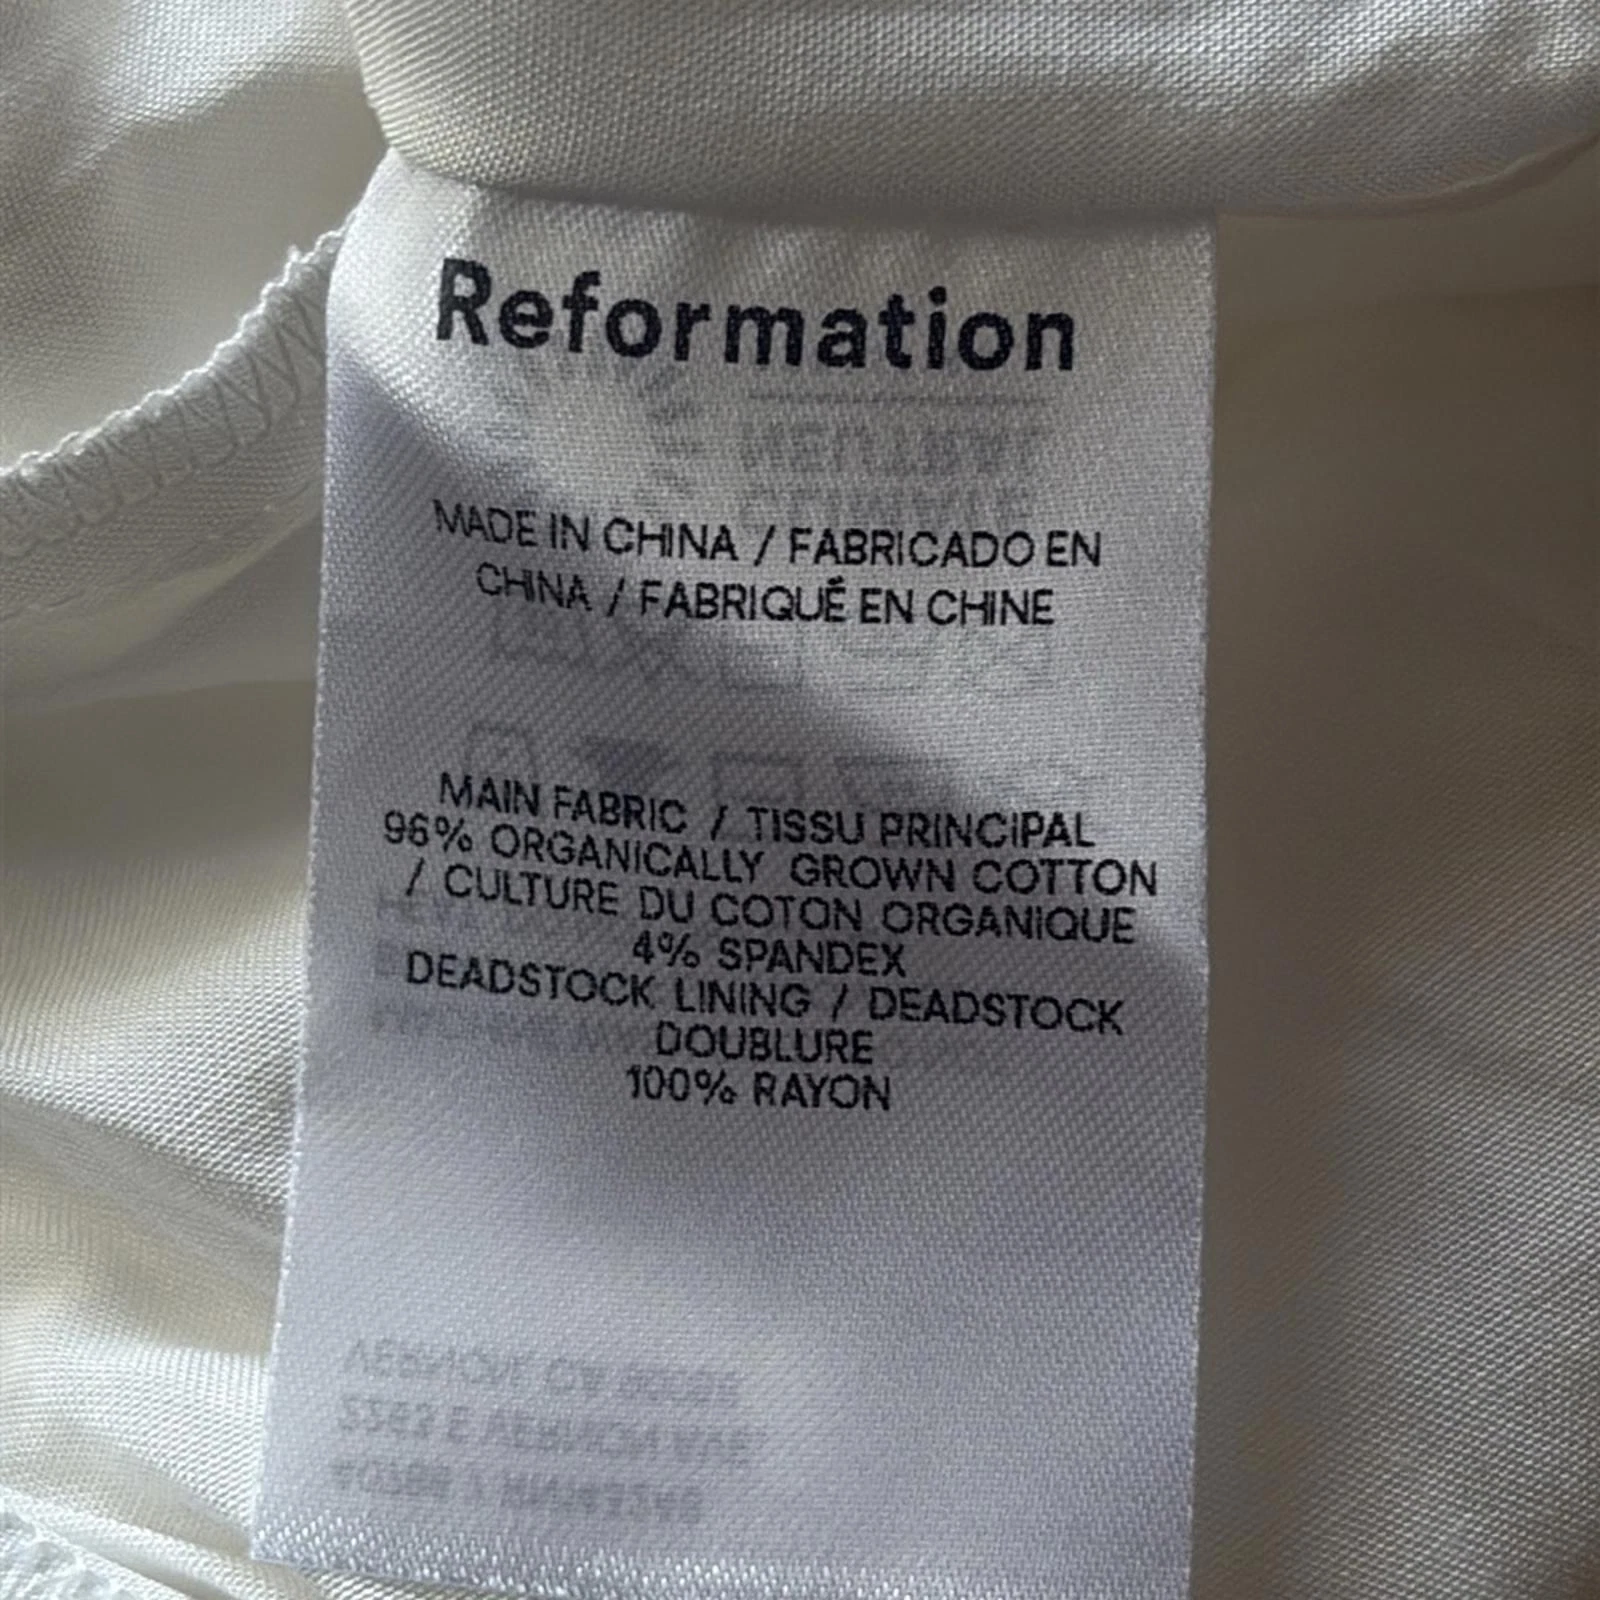 Reformation
MADE IN CHINA / FABRICADO EN
CHINA / FABRIQUÉ EN CHINE
MAIN FABRIC / TISSU PRINCIPAL
96% ORGANICALLY GROWN COTTON
/ CULTURE DU COTON ORGANIQUE
4% SPANDEX
DEADSTOCK LINING / DEADSTOCK
DOUBLURE
100% RAYON